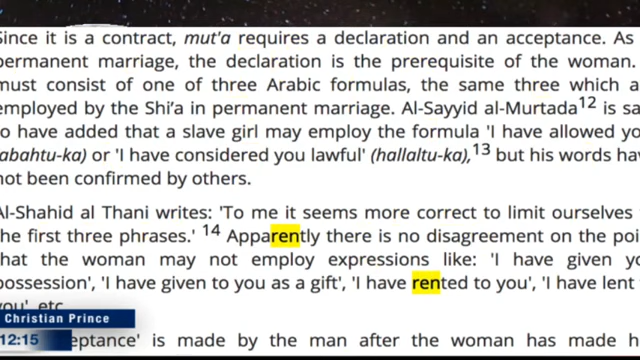 Since it is a contract, mut'a requires a declaration and an acceptance. As
permanent marriage, the declaration is the prerequisite of the woman.
must consist of one of three Arabic formulas, the same three which a
employed by the Shi'a in permanent marriage. Al-Sayyid al-Murtada12 is sa
o have added that a slave girl may employ the formula 'I have allowed yo
abahtu-ka) or 'I have considered you lawful' (hallaltu-ka),13 but his words hav
not been confirmed by others.
Al-Shahid al Thani writes: 'To me it seems more correct to limit ourselves
he first three phrases.' 14 Apparently there is no disagreement on the poi
hat the woman may not employ expressions like: 'I have given yo
possession', 'I have given to you as a gift', 'I have rented to you', 'I have lent
you' etc
Christian Prince
12:15 eptance' is made by the man after the woman has made h